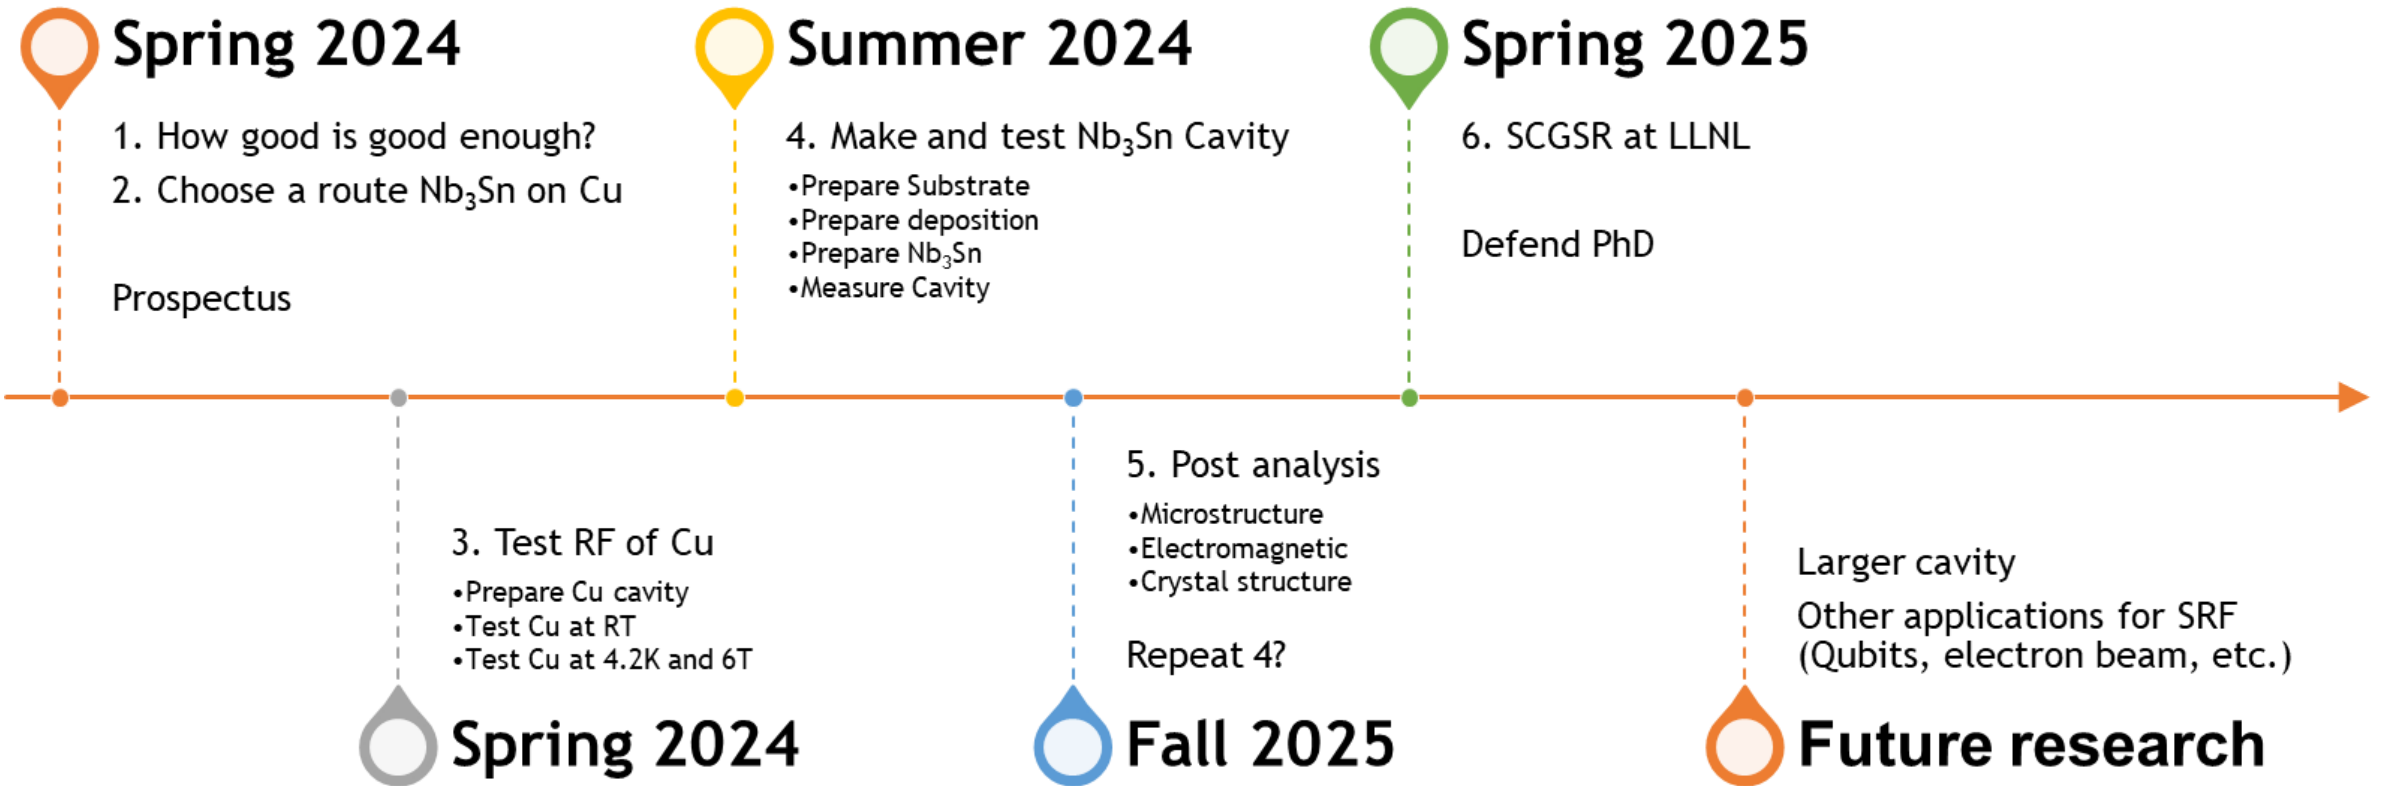 Spring 2024
1. How good is good enough?
2. Choose a route Nb₃Sn on Cu
Prospectus
3. Test RF of Cu
•Prepare Cu cavity
•Test Cu at RT
•Test Cu at 4.2K and 6T
Spring 2024
Summer 2024
4. Make and test Nb₃Sn Cavity
•Prepare Substrate
•Prepare deposition
•Prepare Nb₃Sn
•Measure Cavity
5. Post analysis
•Microstructure
•Electromagnetic
•Crystal structure
Repeat 4?
Fall 2025
Spring 2025
6. SCGSR at LLNL
Defend PhD
Larger cavity
Other applications for SRF
(Qubits, electron beam, etc.)
Future research